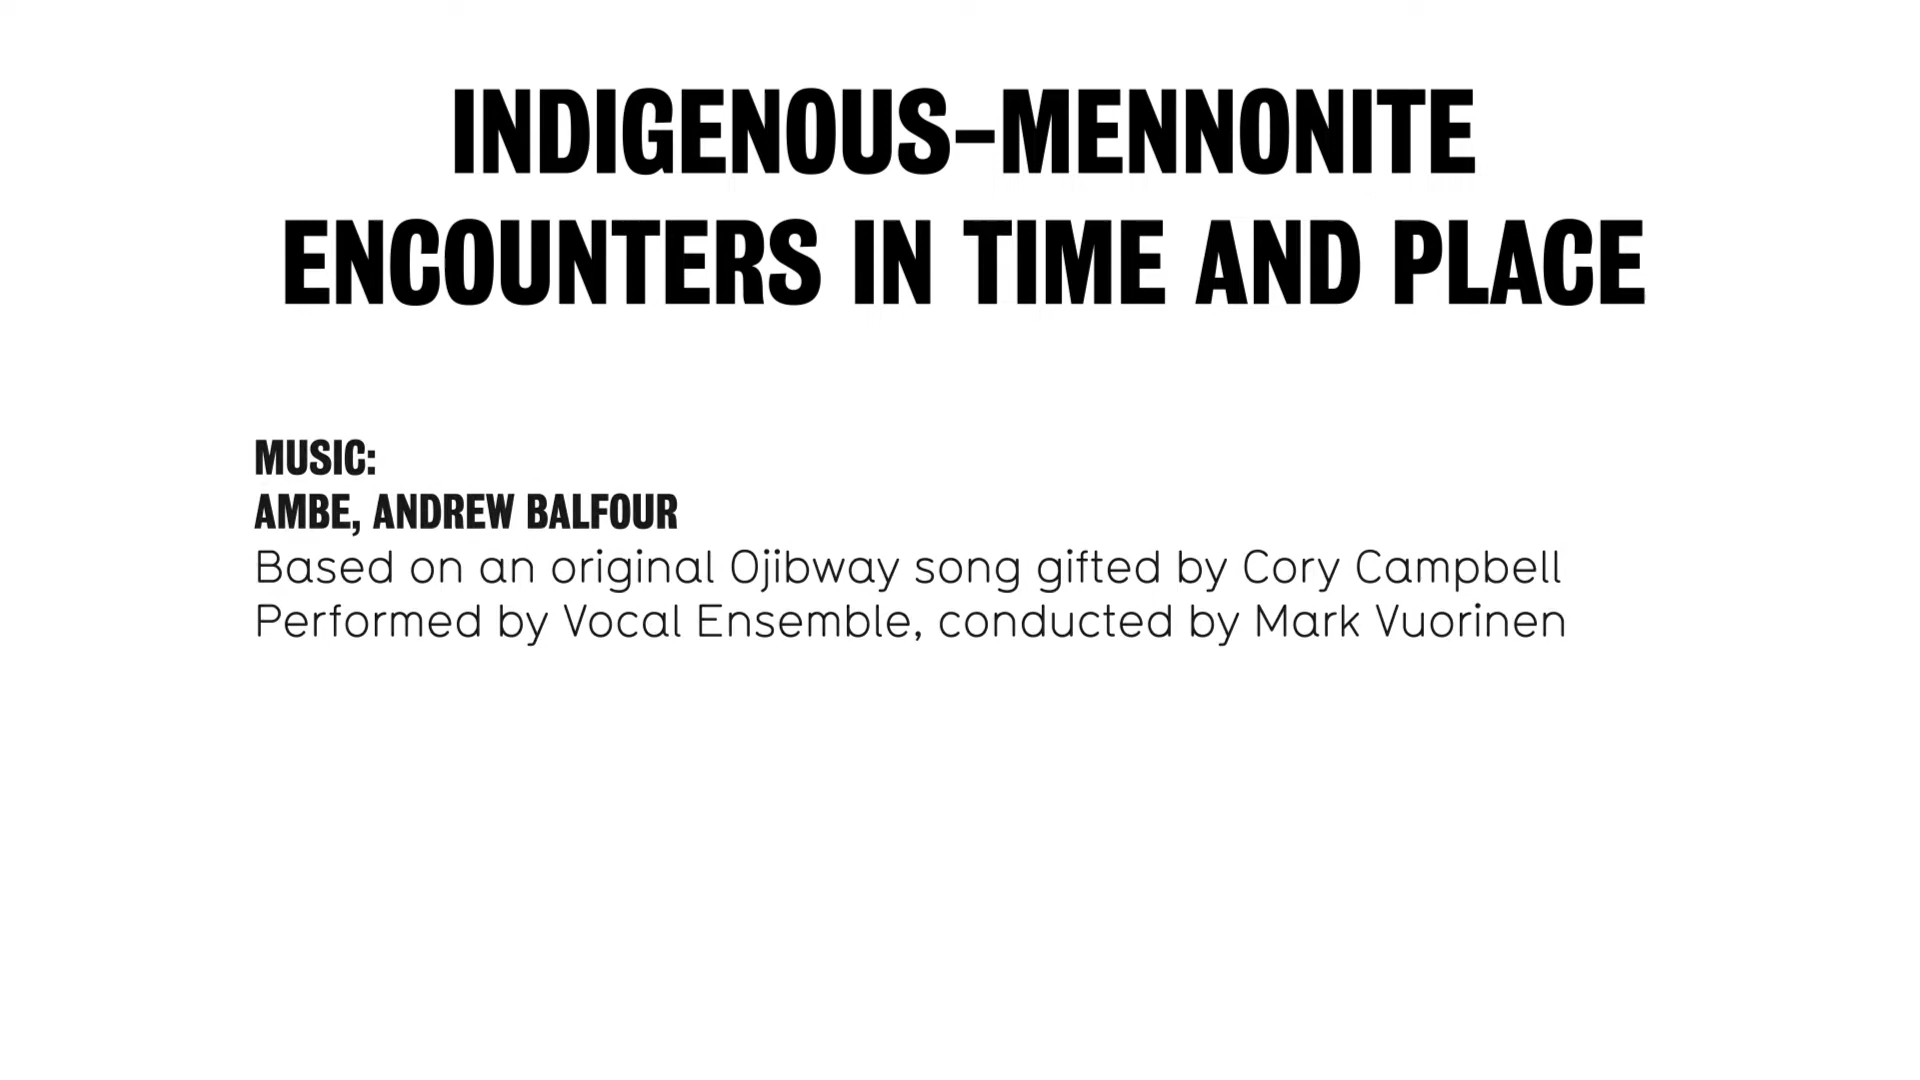 INDIGENOUS–MENNONITE
ENCOUNTERS IN TIME AND PLACE
MUSIC:
AMBE, ANDREW BALFOUR
Based on an original Ojibway song gifted by Cory Campbell
Performed by Vocal Ensemble, conducted by Mark Vuorinen